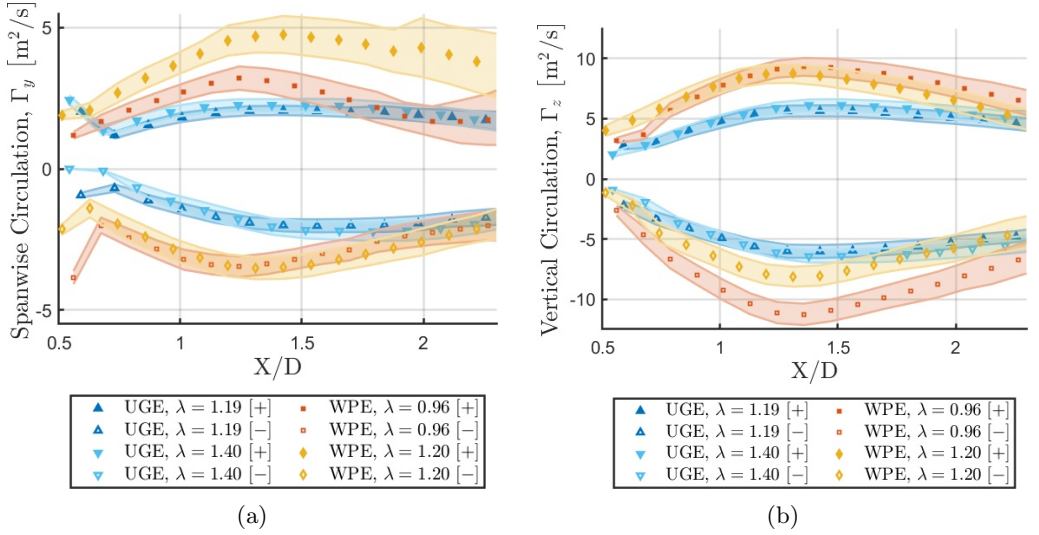 Spanwise Circulation, Γ_y [m²/s]
5
0
-5
0.5 1 1.5 2
X/D
UGE, λ = 1.19 [+] WPE, λ = 0.96 [+]
UGE, λ = 1.19 [−] WPE, λ = 0.96 [−]
UGE, λ = 1.40 [+] WPE, λ = 1.20 [+]
UGE, λ = 1.40 [−] WPE, λ = 1.20 [−]
(a)
Vertical Circulation, Γ_z [m²/s]
10
5
0
-5
-10
0.5 1 1.5 2
X/D
UGE, λ = 1.19 [+] WPE, λ = 0.96 [+]
UGE, λ = 1.19 [−] WPE, λ = 0.96 [−]
UGE, λ = 1.40 [+] WPE, λ = 1.20 [+]
UGE, λ = 1.40 [−] WPE, λ = 1.20 [−]
(b)